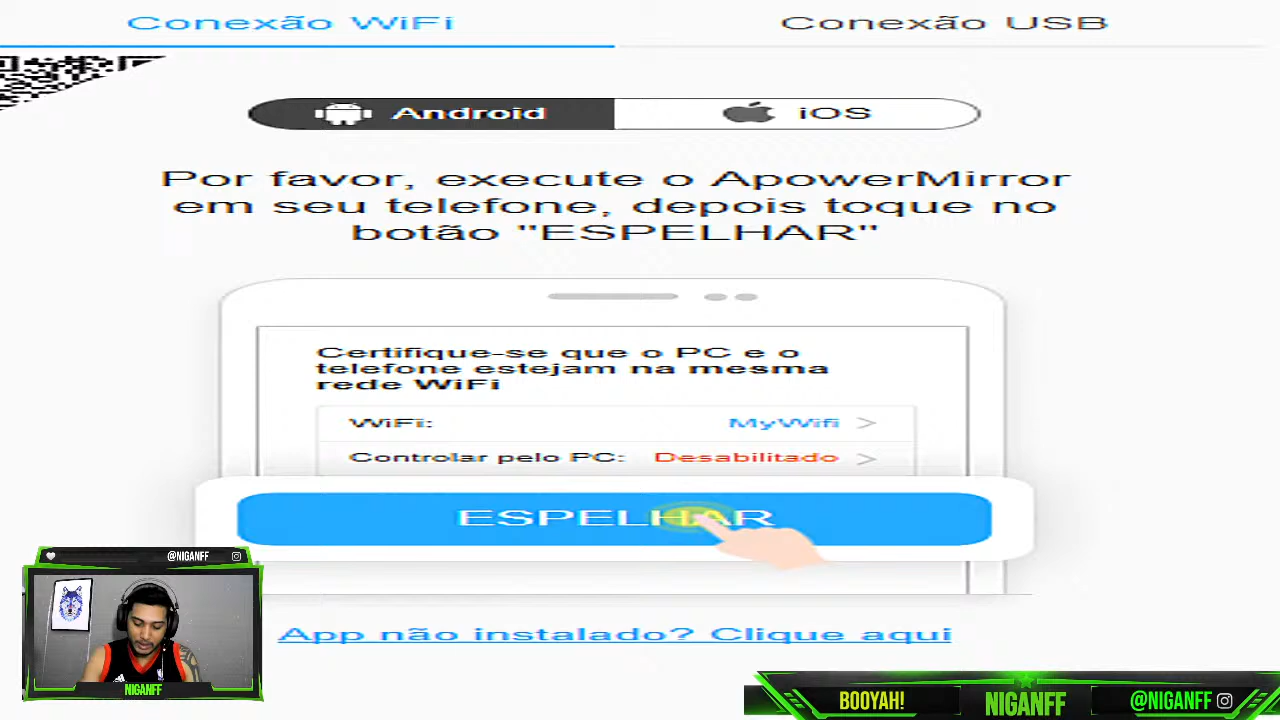 Conexão WiFi
Conexão USB
Android
iOS
Por favor, execute o ApowerMirror
em seu telefone, depois toque no
botão "ESPELHAR"
Certifique-se que o PC e o
telefone estejam na mesma
rede WiFi
WiFi: MyWifi >
Controlar pelo PC: Desabilitado >
ESPELHAR
@NIGANFF
NIGANFF
App não instalado? Clique aqui
BOOYAH! NIGANFF @NIGANFF